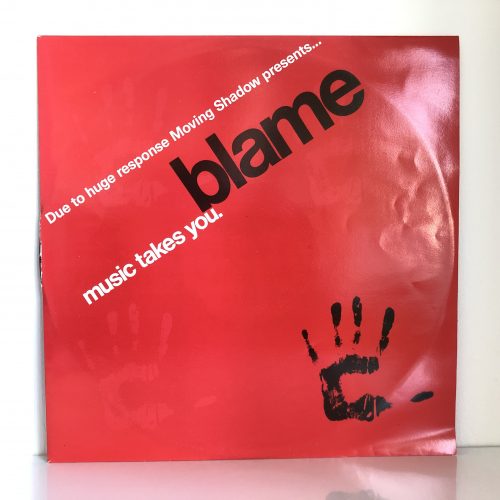 Due to huge response Moving Shadow presents...
blame
music takes you.